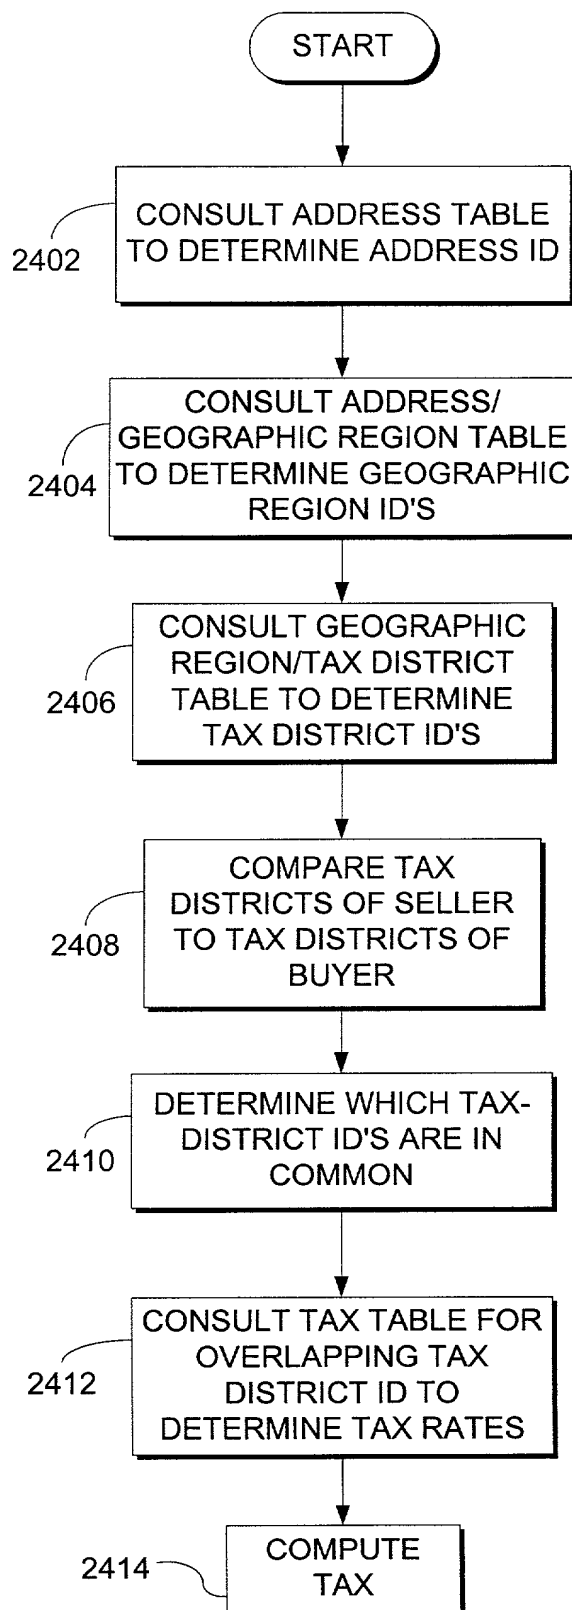 START
2402
CONSULT ADDRESS TABLE
TO DETERMINE ADDRESS ID
2404
CONSULT ADDRESS/
GEOGRAPHIC REGION TABLE
TO DETERMINE GEOGRAPHIC
REGION ID'S
2406
CONSULT GEOGRAPHIC
REGION/TAX DISTRICT
TABLE TO DETERMINE
TAX DISTRICT ID'S
2408
COMPARE TAX
DISTRICTS OF SELLER
TO TAX DISTRICTS OF
BUYER
2410
DETERMINE WHICH TAX-
DISTRICT ID'S ARE IN
COMMON
2412
CONSULT TAX TABLE FOR
OVERLAPPING TAX
DISTRICT ID TO
DETERMINE TAX RATES
2414
COMPUTE
TAX